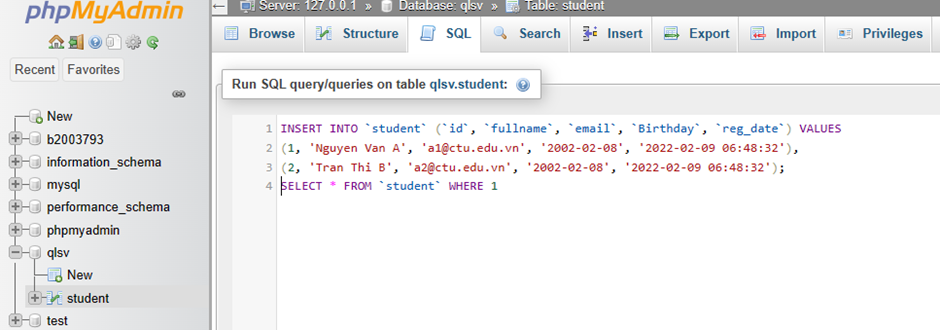 phpMyAdmin
Server: 127.0.0.1 » Database: qlsv » Table: student
Browse Structure SQL Search Insert Export Import Privileges
Recent Favorites
New
b2003793
information_schema
mysql
performance_schema
phpmyadmin
qlsv
New
student
test
Run SQL query/queries on table qlsv.student:
1 INSERT INTO `student` (`id`, `fullname`, `email`, `Birthday`, `reg_date`) VALUES
2 (1, 'Nguyen Van A', 'a1@ctu.edu.vn', '2002-02-08', '2022-02-09 06:48:32'),
3 (2, 'Tran Thi B', 'a2@ctu.edu.vn', '2002-02-08', '2022-02-09 06:48:32');
4 SELECT * FROM `student` WHERE 1